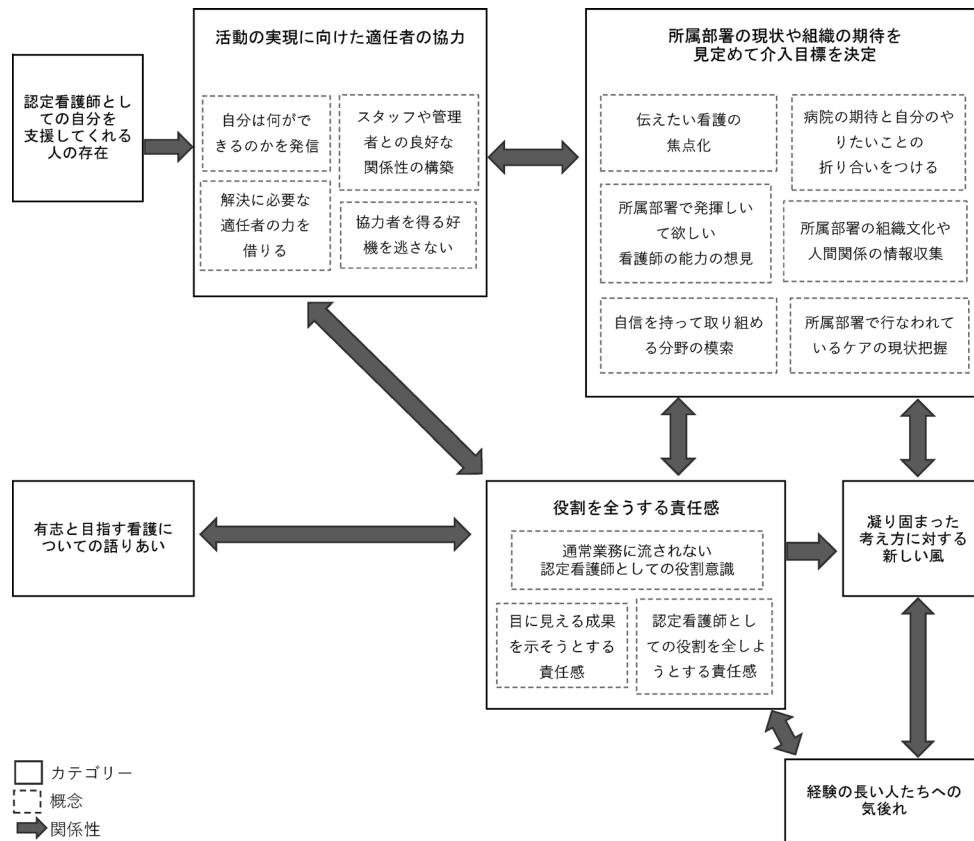 認定看護師とし
ての自分を
支援してくれる
人の存在
活動の実現に向けた適任者の協力
自分は何がで
きるのかを発信
スタッフや管理
者との良好な
関係性の構築
解決に必要な
適任者の力を
借りる
協力者を得る好
機を逃さない
所属部署の現状や組織の期待を
見定めて介入目標を決定
伝えたい看護の
焦点化
病院の期待と自分のや
りたいことの
折り合いをつける
所属部署で発揮しい
て欲しい
看護師の能力の想見
所属部署の組織文化や
人間関係の情報収集
自信を持って取り組め
る分野の模索
所属部署で行なわれて
いるケアの現状把握
有志と目指す看護に
ついての語りあい
役割を全うする責任感
通常業務に流されない
認定看護師としての役割意識
目に見える成果
を示そうとする
責任感
認定看護師とし
ての役割を全しよ
うとする責任感
凝り固まった
考え方に対する
新しい風
経験の長い人たちへの
気後れ
カテゴリー
概念
関係性